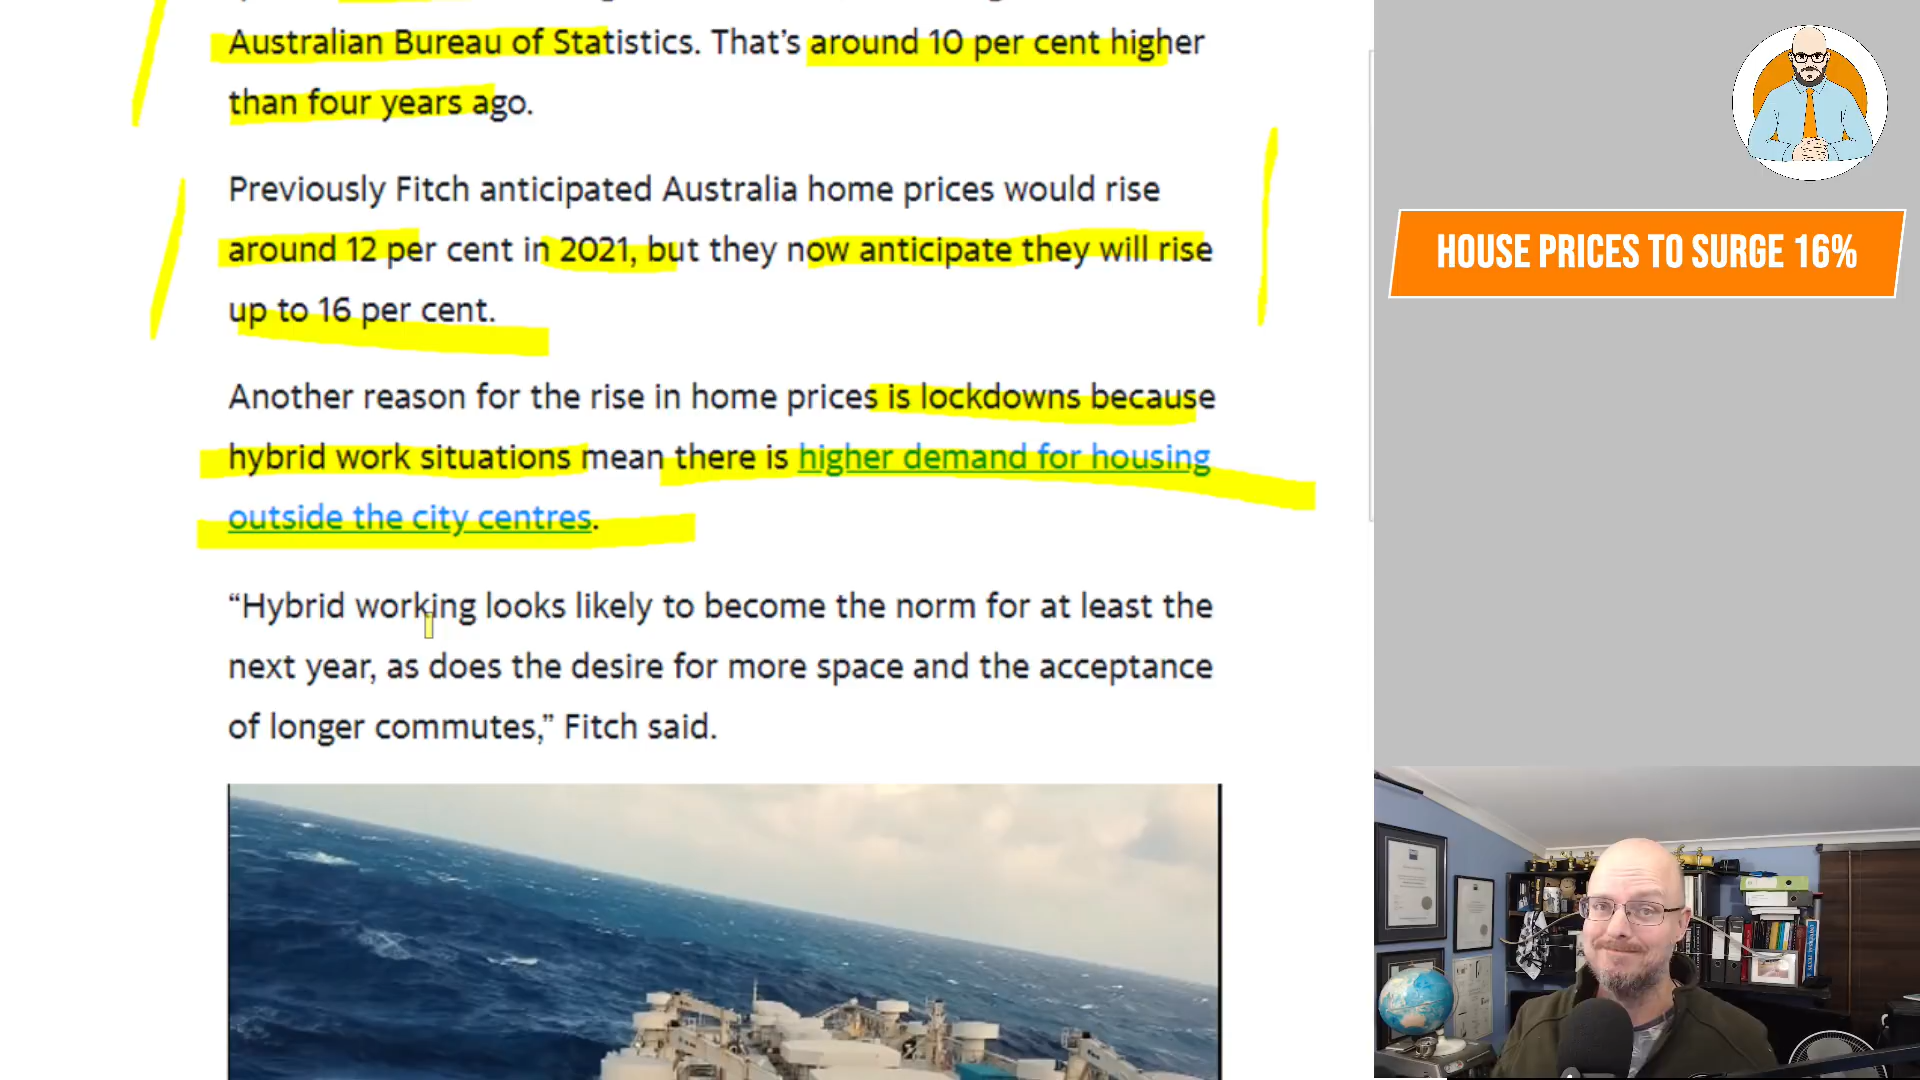 Australian Bureau of Statistics. That’s around 10 per cent higher
than four years ago.
Previously Fitch anticipated Australia home prices would rise
around 12 per cent in 2021, but they now anticipate they will rise
up to 16 per cent.
Another reason for the rise in home prices is lockdowns because
hybrid work situations mean there is higher demand for housing
outside the city centres.
“Hybrid working looks likely to become the norm for at least the
next year, as does the desire for more space and the acceptance
of longer commutes,” Fitch said.
HOUSE PRICES TO SURGE 16%